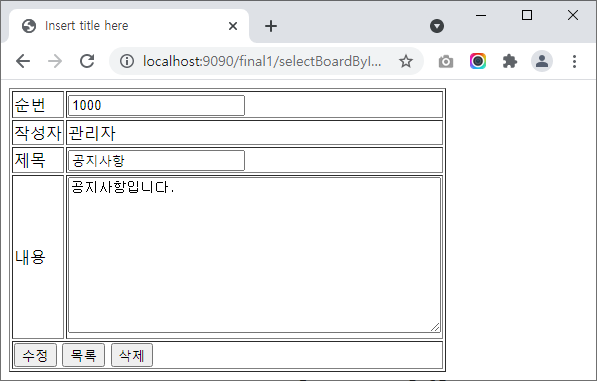 Insert title here
localhost:9090/final1/selectBoardByI...
순번 1000
작성자 관리자
제목 공지사항
내용 공지사항입니다.
수정 목록 삭제